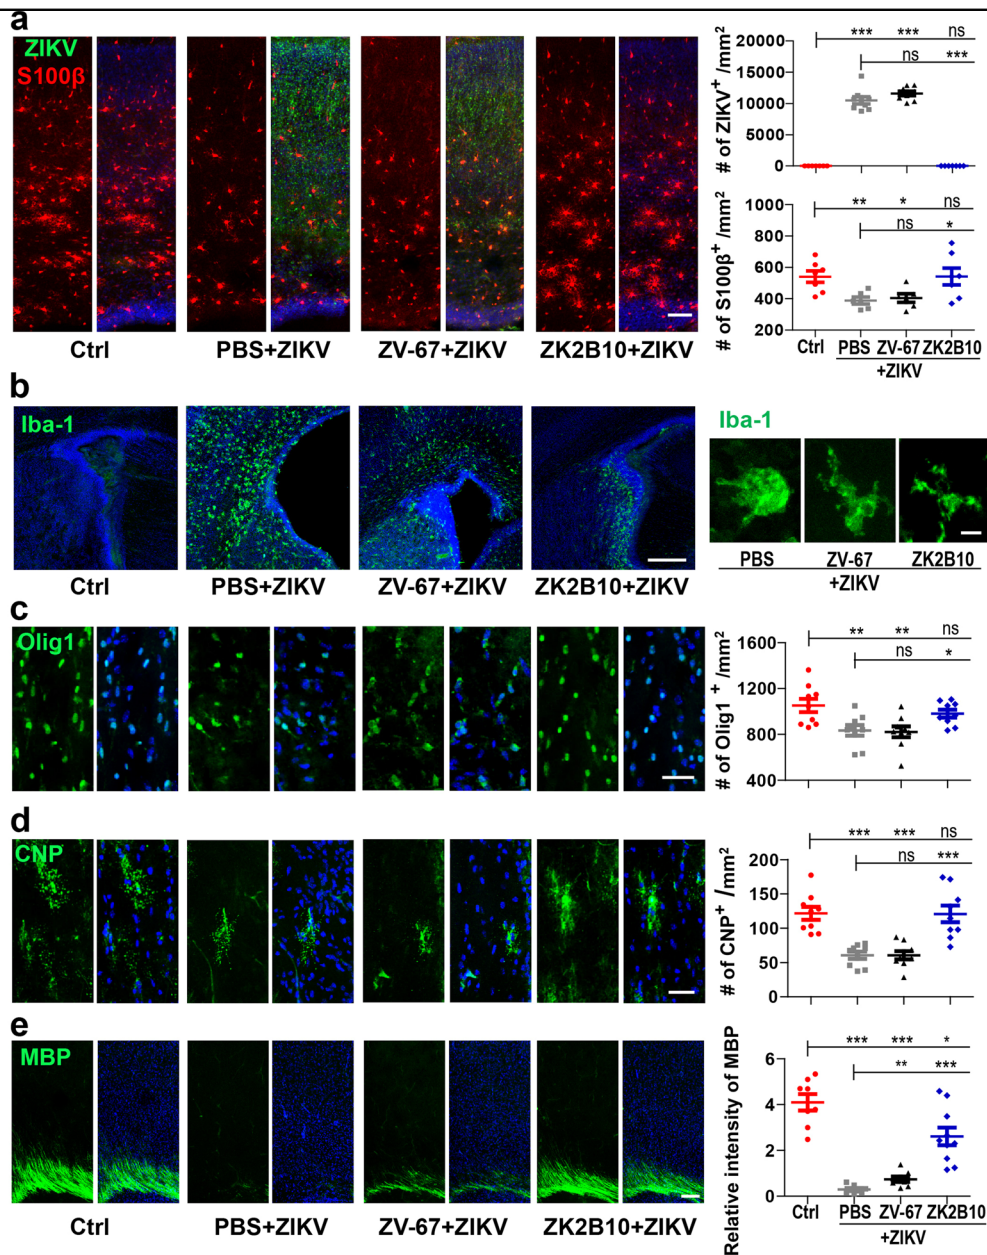 a
ZIKV
S100β
Ctrl
PBS+ZIKV
ZV-67+ZIKV
ZK2B10+ZIKV
# of ZIKV⁺ /mm²
20000
15000
10000
5000
0
*** *** ns
ns ***
# of S100β⁺ /mm²
1000
800
600
400
200
** * ns
ns *
Ctrl PBS ZV-67 ZK2B10
+ZIKV
b
Iba-1
Ctrl
PBS+ZIKV
ZV-67+ZIKV
ZK2B10+ZIKV
Iba-1
PBS ZV-67 ZK2B10
+ZIKV
c
Olig1
# of Olig1⁺ /mm²
1600
1200
800
400
** ** ns
ns *
d
CNP
# of CNP⁺ /mm²
200
150
100
50
0
*** *** ns
ns ***
e
MBP
Ctrl
PBS+ZIKV
ZV-67+ZIKV
ZK2B10+ZIKV
Relative intensity of MBP
6
4
2
0
*** *** *
** ***
Ctrl PBS ZV-67 ZK2B10
+ZIKV